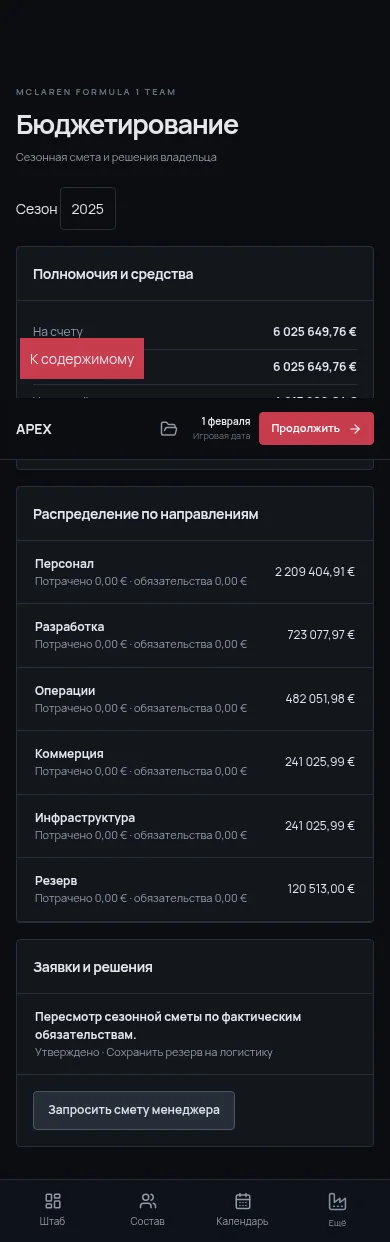 MCLAREN FORMULA 1 TEAM
Бюджетирование
Сезонная смета и решения владельца
Сезон 2025
Полномочия и средства
На счету 6 025 649,76 €
К содержимому
6 025 649,76 €
APEX
1 февраля
Игровая дата
Продолжить
Распределение по направлениям
Персонал
Потрачено 0,00 € · обязательства 0,00 €
2 209 404,91 €
Разработка
Потрачено 0,00 € · обязательства 0,00 €
723 077,97 €
Операции
Потрачено 0,00 € · обязательства 0,00 €
482 051,98 €
Коммерция
Потрачено 0,00 € · обязательства 0,00 €
241 025,99 €
Инфраструктура
Потрачено 0,00 € · обязательства 0,00 €
241 025,99 €
Резерв
Потрачено 0,00 € · обязательства 0,00 €
120 513,00 €
Заявки и решения
Пересмотр сезонной сметы по фактическим
обязательствам.
Утверждено · Сохранить резерв на логистику
Запросить смету менеджера
Штаб
Состав
Календарь
Ещё